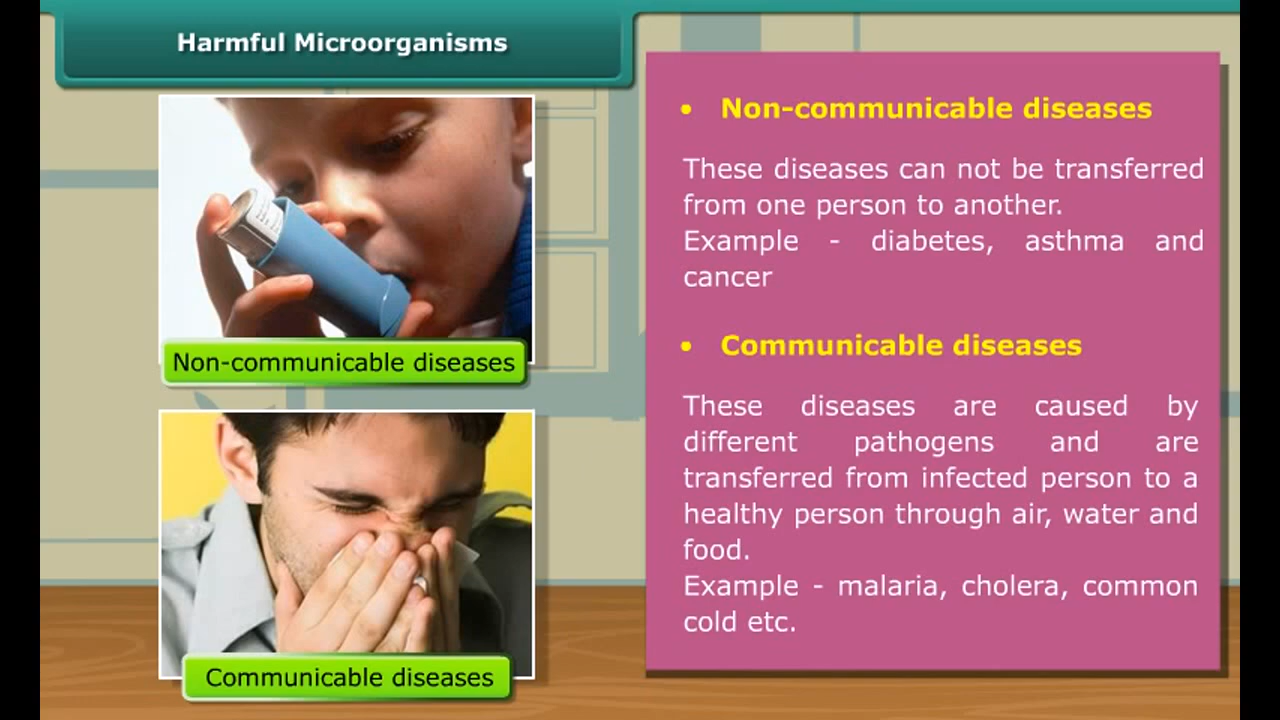 Harmful Microorganisms
Non-communicable diseases
Communicable diseases
• Non-communicable diseases
These diseases can not be transferred
from one person to another.
Example - diabetes, asthma and
cancer
• Communicable diseases
These diseases are caused by
different pathogens and are
transferred from infected person to a
healthy person through air, water and
food.
Example - malaria, cholera, common
cold etc.